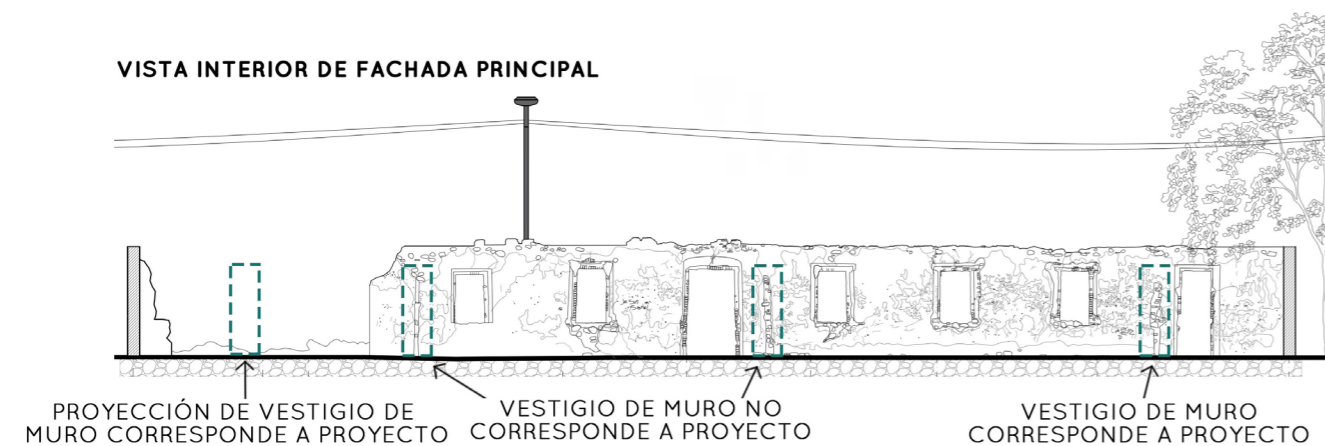 VISTA INTERIOR DE FACHADA PRINCIPAL
PROYECCIÓN DE VESTIGIO DE
MURO CORRESPONDE A PROYECTO
VESTIGIO DE MURO NO
CORRESPONDE A PROYECTO
VESTIGIO DE MURO
CORRESPONDE A PROYECTO